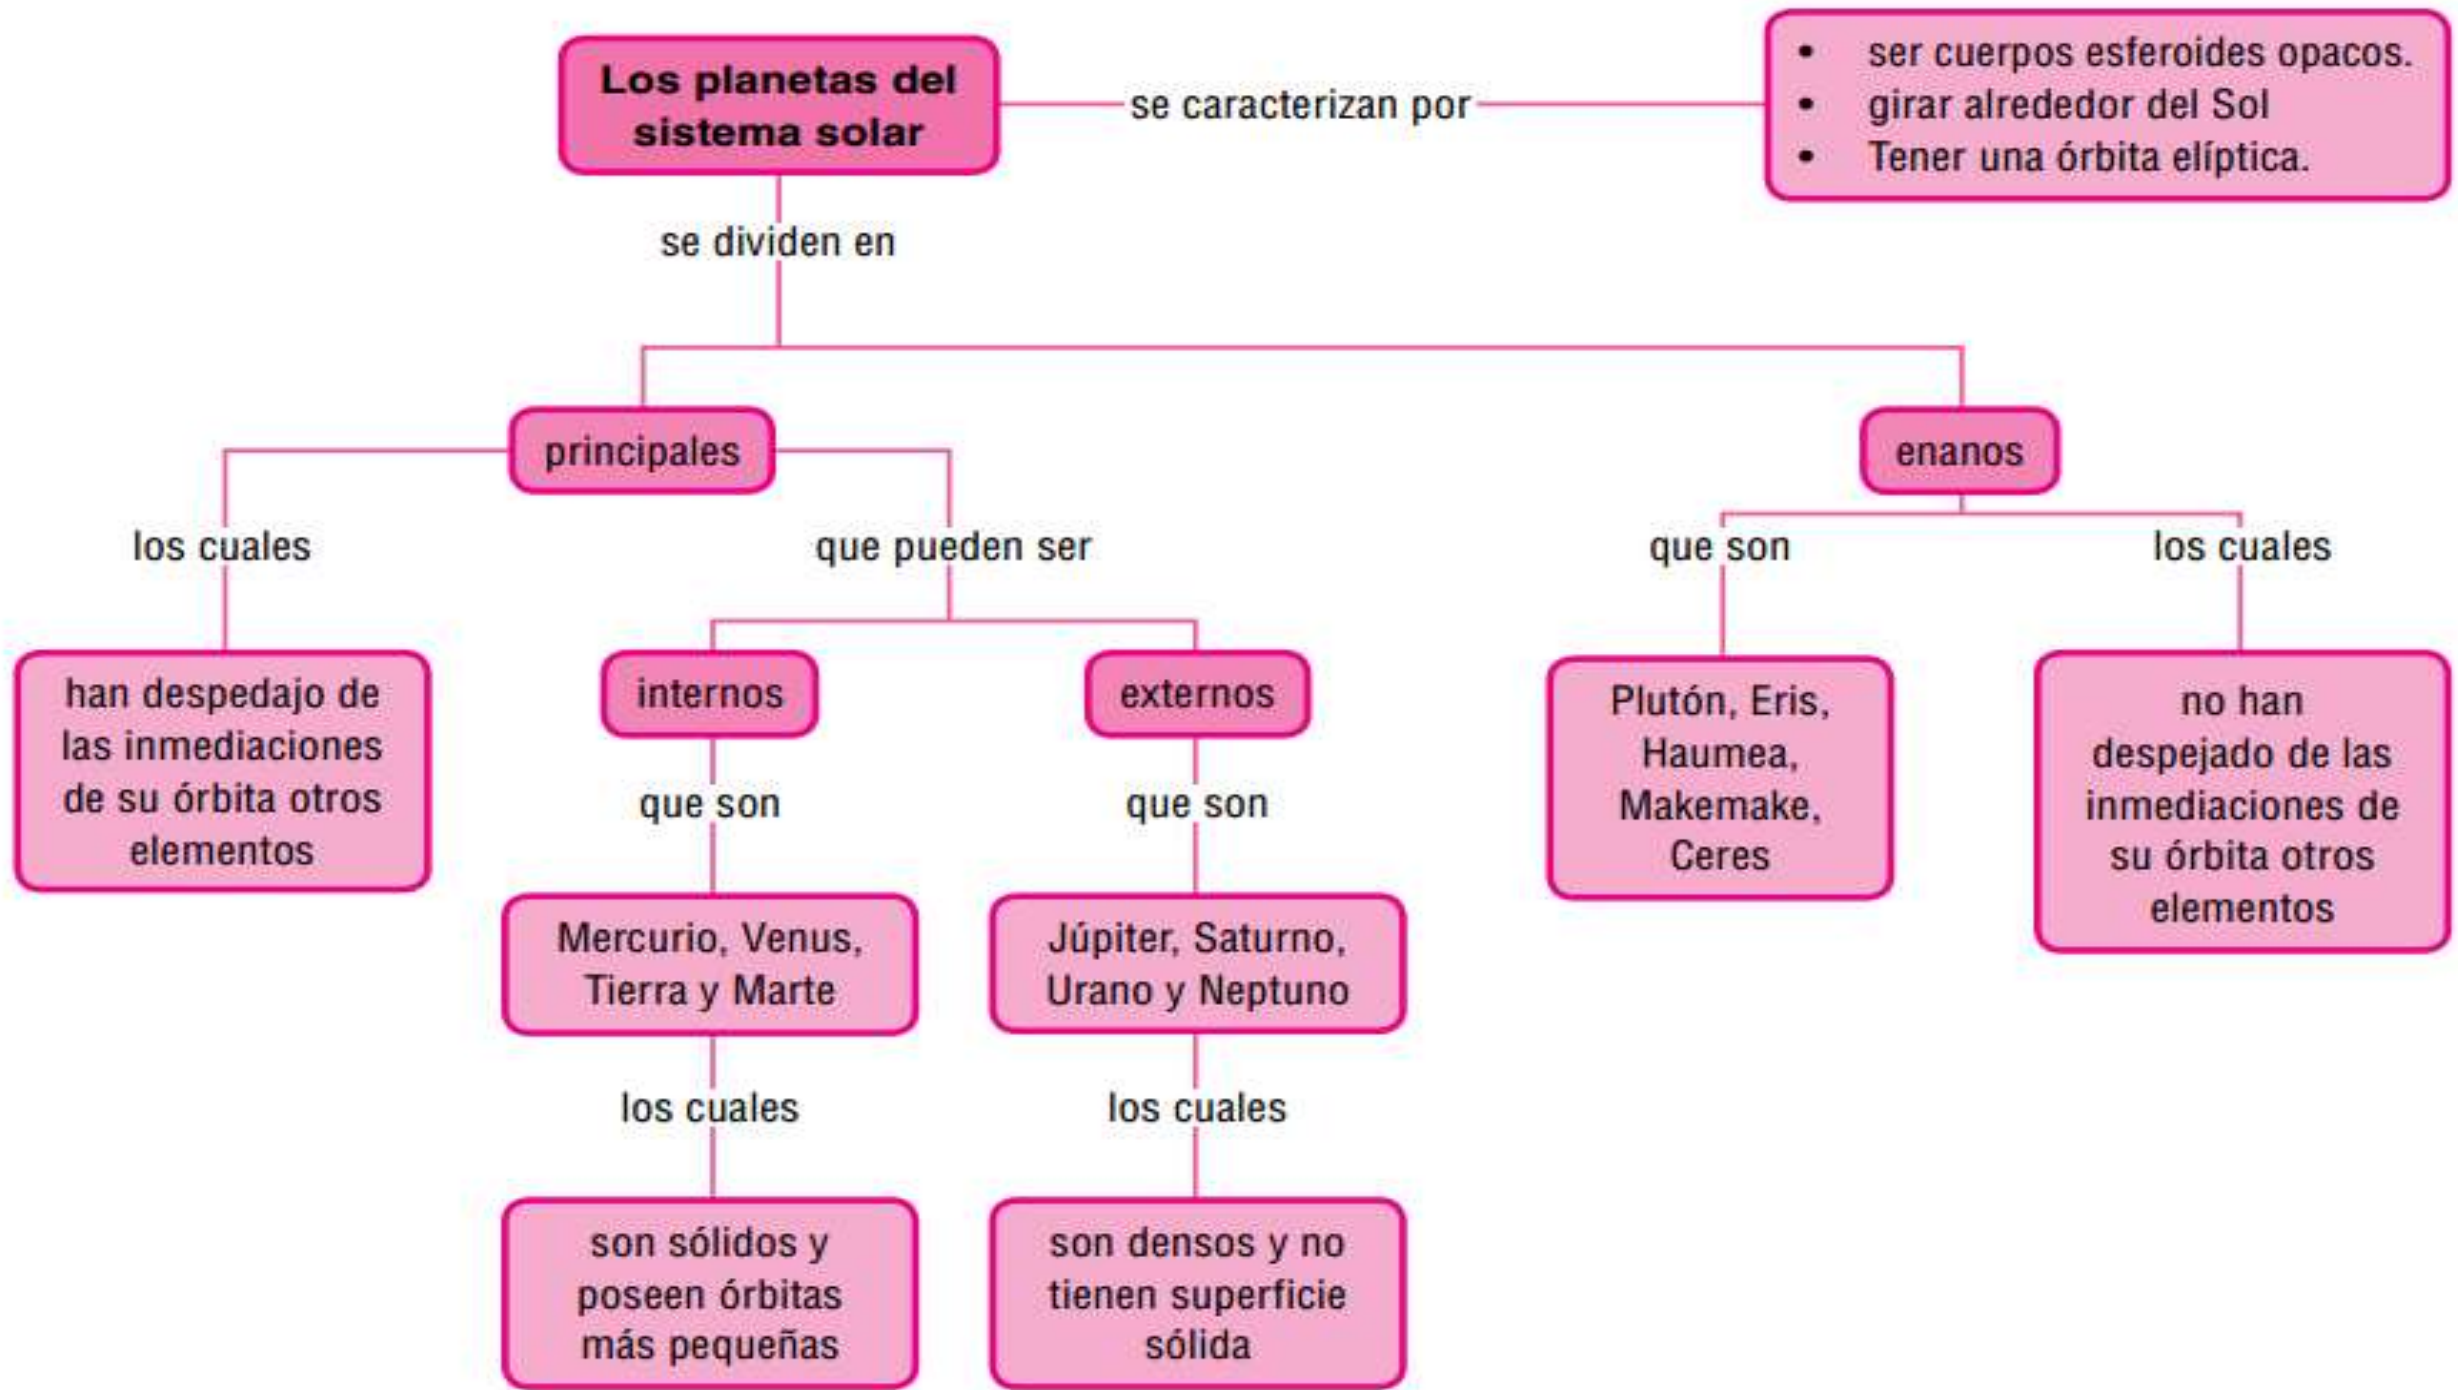 Los planetas del
sistema solar
se caracterizan por
• ser cuerpos esferoides opacos.
• girar alrededor del Sol
• Tener una órbita elíptica.
se dividen en
principales
enanos
los cuales
que pueden ser
que son
los cuales
han despedajo de
las inmediaciones
de su órbita otros
elementos
internos
externos
Plutón, Eris,
Haumea,
Makemake,
Ceres
no han
despejado de las
inmediaciones de
su órbita otros
elementos
que son
que son
Mercurio, Venus,
Tierra y Marte
Júpiter, Saturno,
Urano y Neptuno
los cuales
los cuales
son sólidos y
poseen órbitas
más pequeñas
son densos y no
tienen superficie
sólida